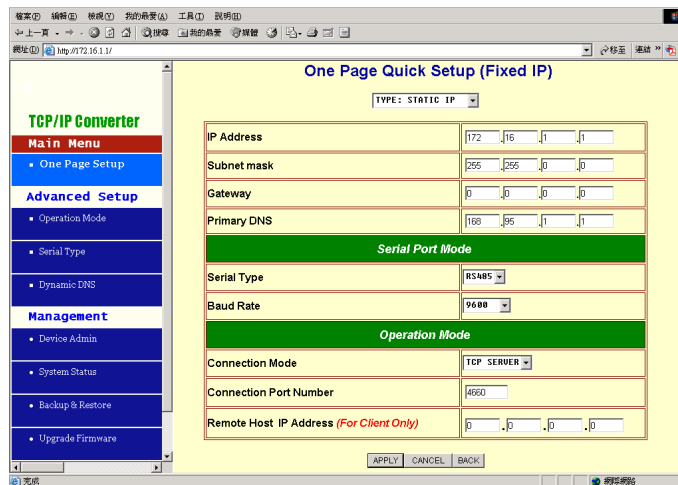 檔案(F) 編輯(E) 檢視(V) 我的最愛(A) 工具(T) 說明(H)
上一頁 搜尋 我的最愛 媒體
網址(D) http://172.16.1.1/ 移至 連結 »
One Page Quick Setup (Fixed IP)
TYPE: STATIC IP
TCP/IP Converter
Main Menu
One Page Setup
Advanced Setup
Operation Mode
Serial Type
Dynamic DNS
Management
Device Admin
System Status
Backup & Restore
Upgrade Firmware
IP Address 172 . 16 . 1 . 1
Subnet mask 255 . 255 . 0 . 0
Gateway 0 . 0 . 0 . 0
Primary DNS 168 . 95 . 1 . 1
Serial Port Mode
Serial Type RS485
Baud Rate 9600
Operation Mode
Connection Mode TCP SERVER
Connection Port Number 4660
Remote Host IP Address (For Client Only) 0 . 0 . 0 . 0
APPLY CANCEL BACK
完成 網際網路